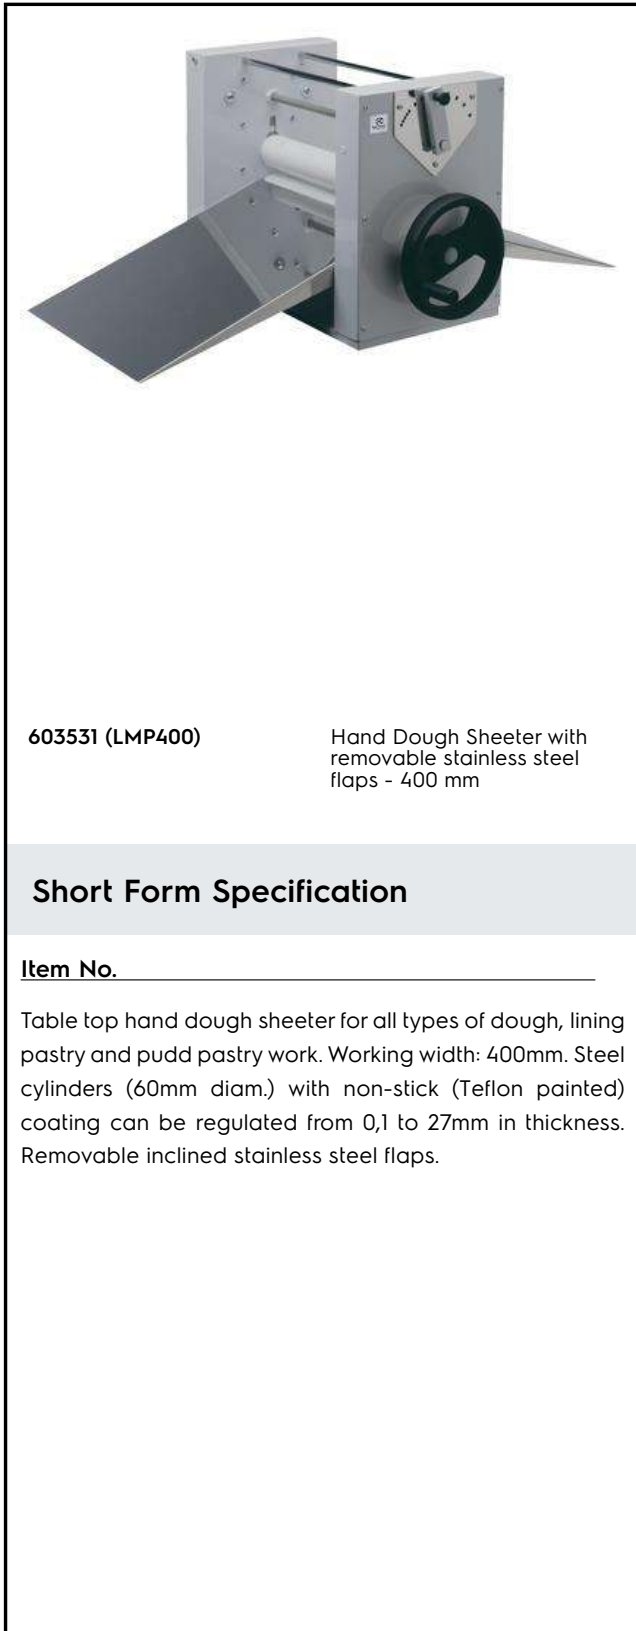 603531 (LMP400)
Hand Dough Sheeter with
removable stainless steel
flaps - 400 mm
Short Form Specification
Item No.
Table top hand dough sheeter for all types of dough, lining
pastry and pudd pastry work. Working width: 400mm. Steel
cylinders (60mm diam.) with non-stick (Teflon painted)
coating can be regulated from 0,1 to 27mm in thickness.
Removable inclined stainless steel flaps.